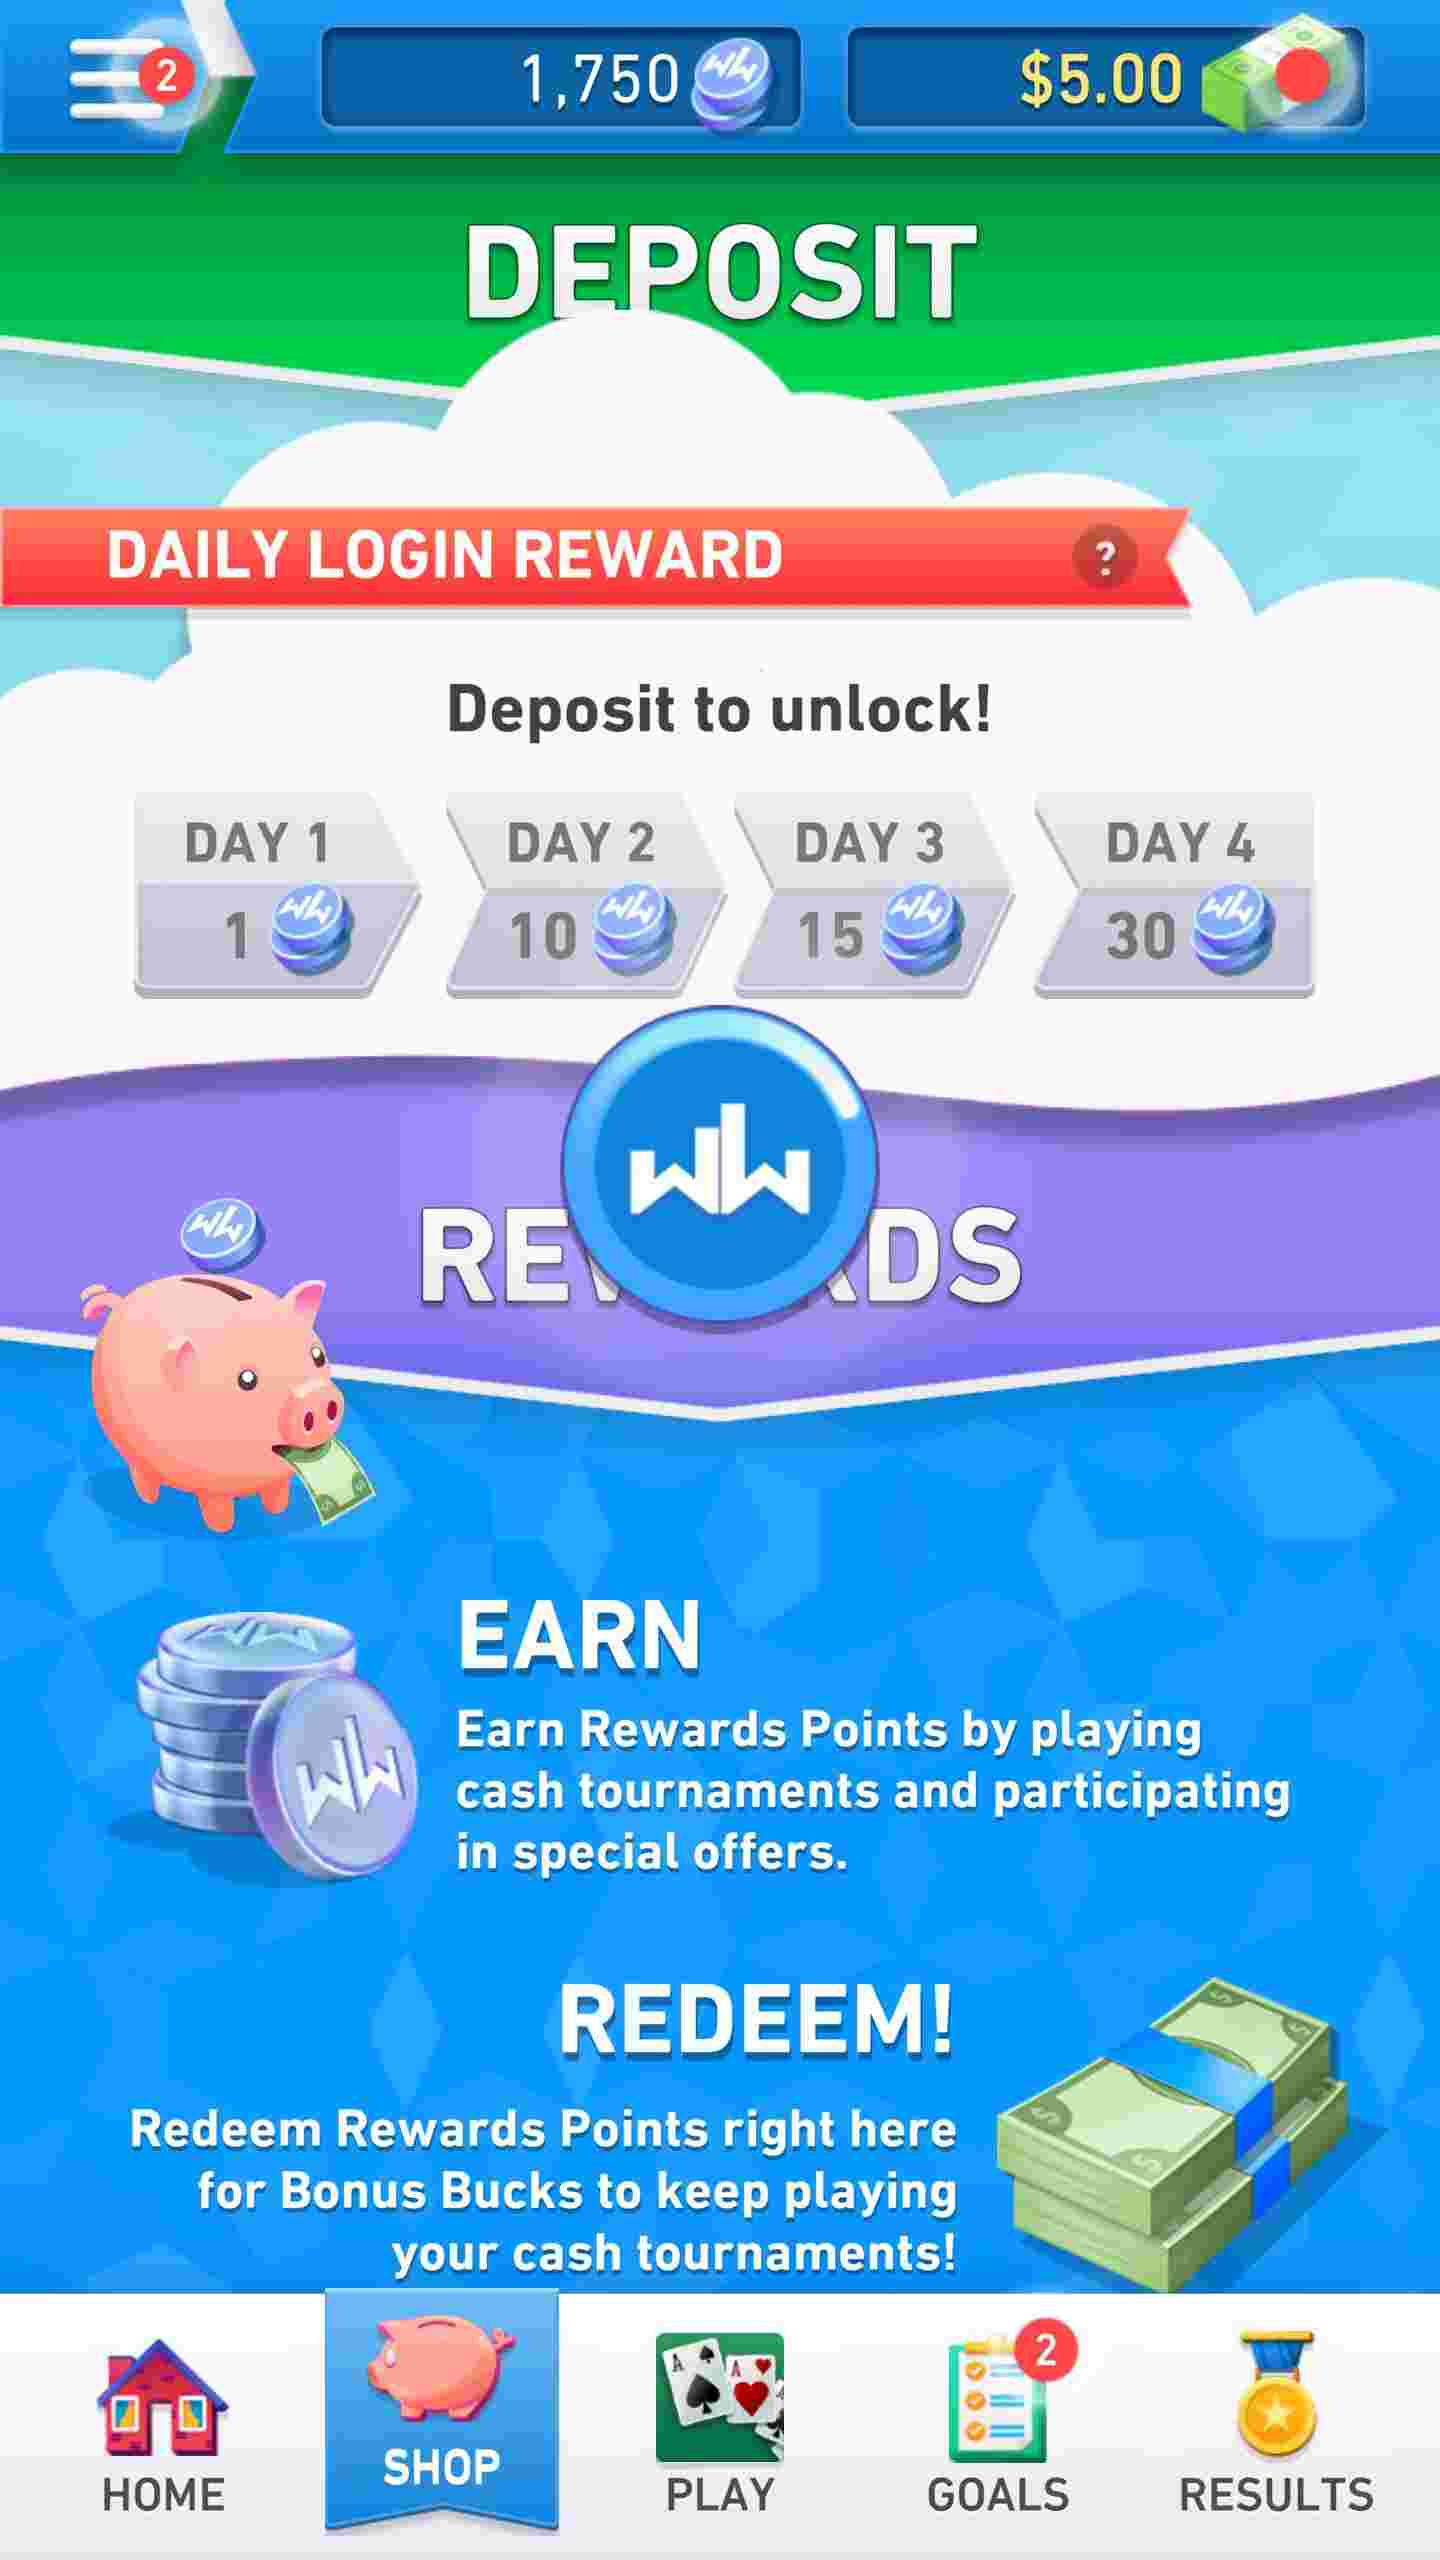 2
1,750
$5.00
DEPOSIT
DAILY LOGIN REWARD ?
Deposit to unlock!
DAY 1
DAY 2
DAY 3
DAY 4
1
10
15
30
EARN
Earn Rewards Points by playing
cash tournaments and participating
in special offers.
REDEEM!
Redeem Rewards Points right here
for Bonus Bucks to keep playing
your cash tournaments!
2
HOME
SHOP
PLAY
GOALS
RESULTS